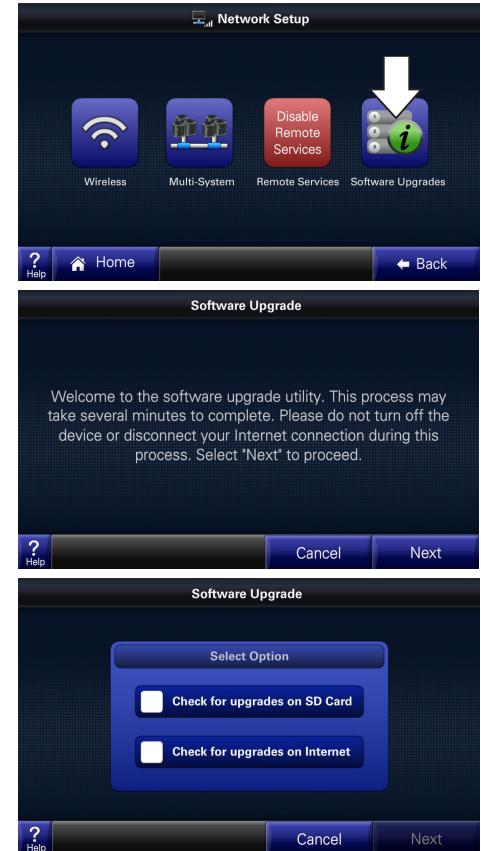 Network Setup
Disable
Remote
Services
1
2
3
i
Wireless
Multi-System
Remote Services
Software Upgrades
?
Help
Home
Back
Software Upgrade
Welcome to the software upgrade utility. This process may
take several minutes to complete. Please do not turn off the
device or disconnect your Internet connection during this
process. Select "Next" to proceed.
?
Help
Cancel
Next
Software Upgrade
Select Option
Check for upgrades on SD Card
Check for upgrades on Internet
?
Help
Cancel
Next